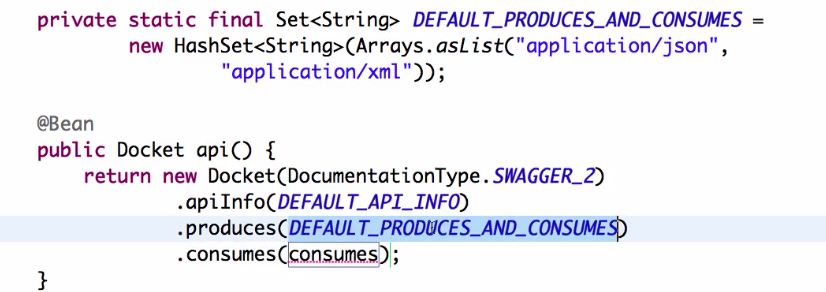 private static final Set<String> DEFAULT_PRODUCES_AND_CONSUMES =
new HashSet<String>(Arrays.asList("application/json",
"application/xml"));
@Bean
public Docket api() {
return new Docket(DocumentationType.SWAGGER_2)
.apiInfo(DEFAULT_API_INFO)
.produces(DEFAULT_PRODUCES_AND_CONSUMES)
.consumes(consumes);
}